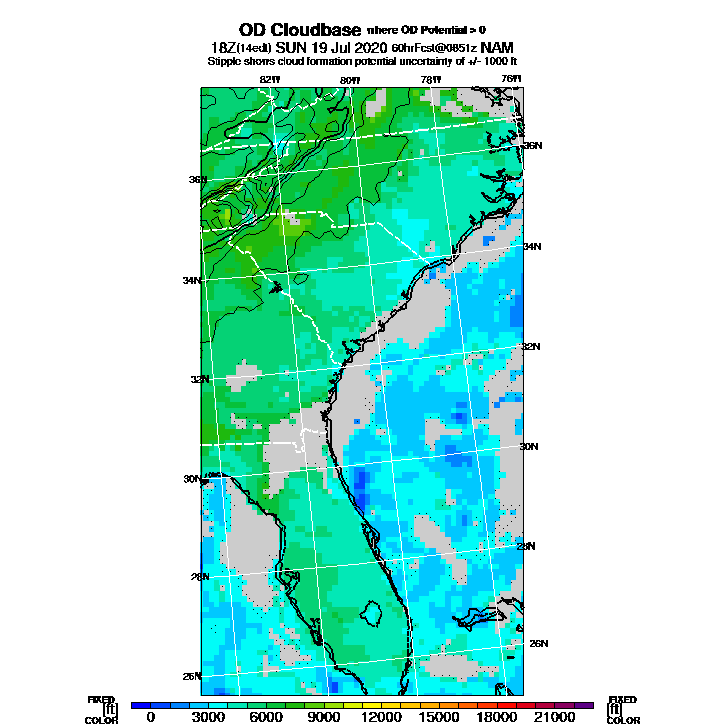 OD Cloudbase where OD Potential > 0
18Z(14edt) SUN 19 Jul 2020 60hrFcst@0851z NAM
Stipple shows cloud formation potential uncertainty of +/- 1000 ft
82W 80W 78W 76W
36N
36N
34N
34N
32N
32N
30N
30N
28N
28N
26N
26N
FIXED FIXED
[ft] [ft]
COLOR COLOR
0 3000 6000 9000 12000 15000 18000 21000